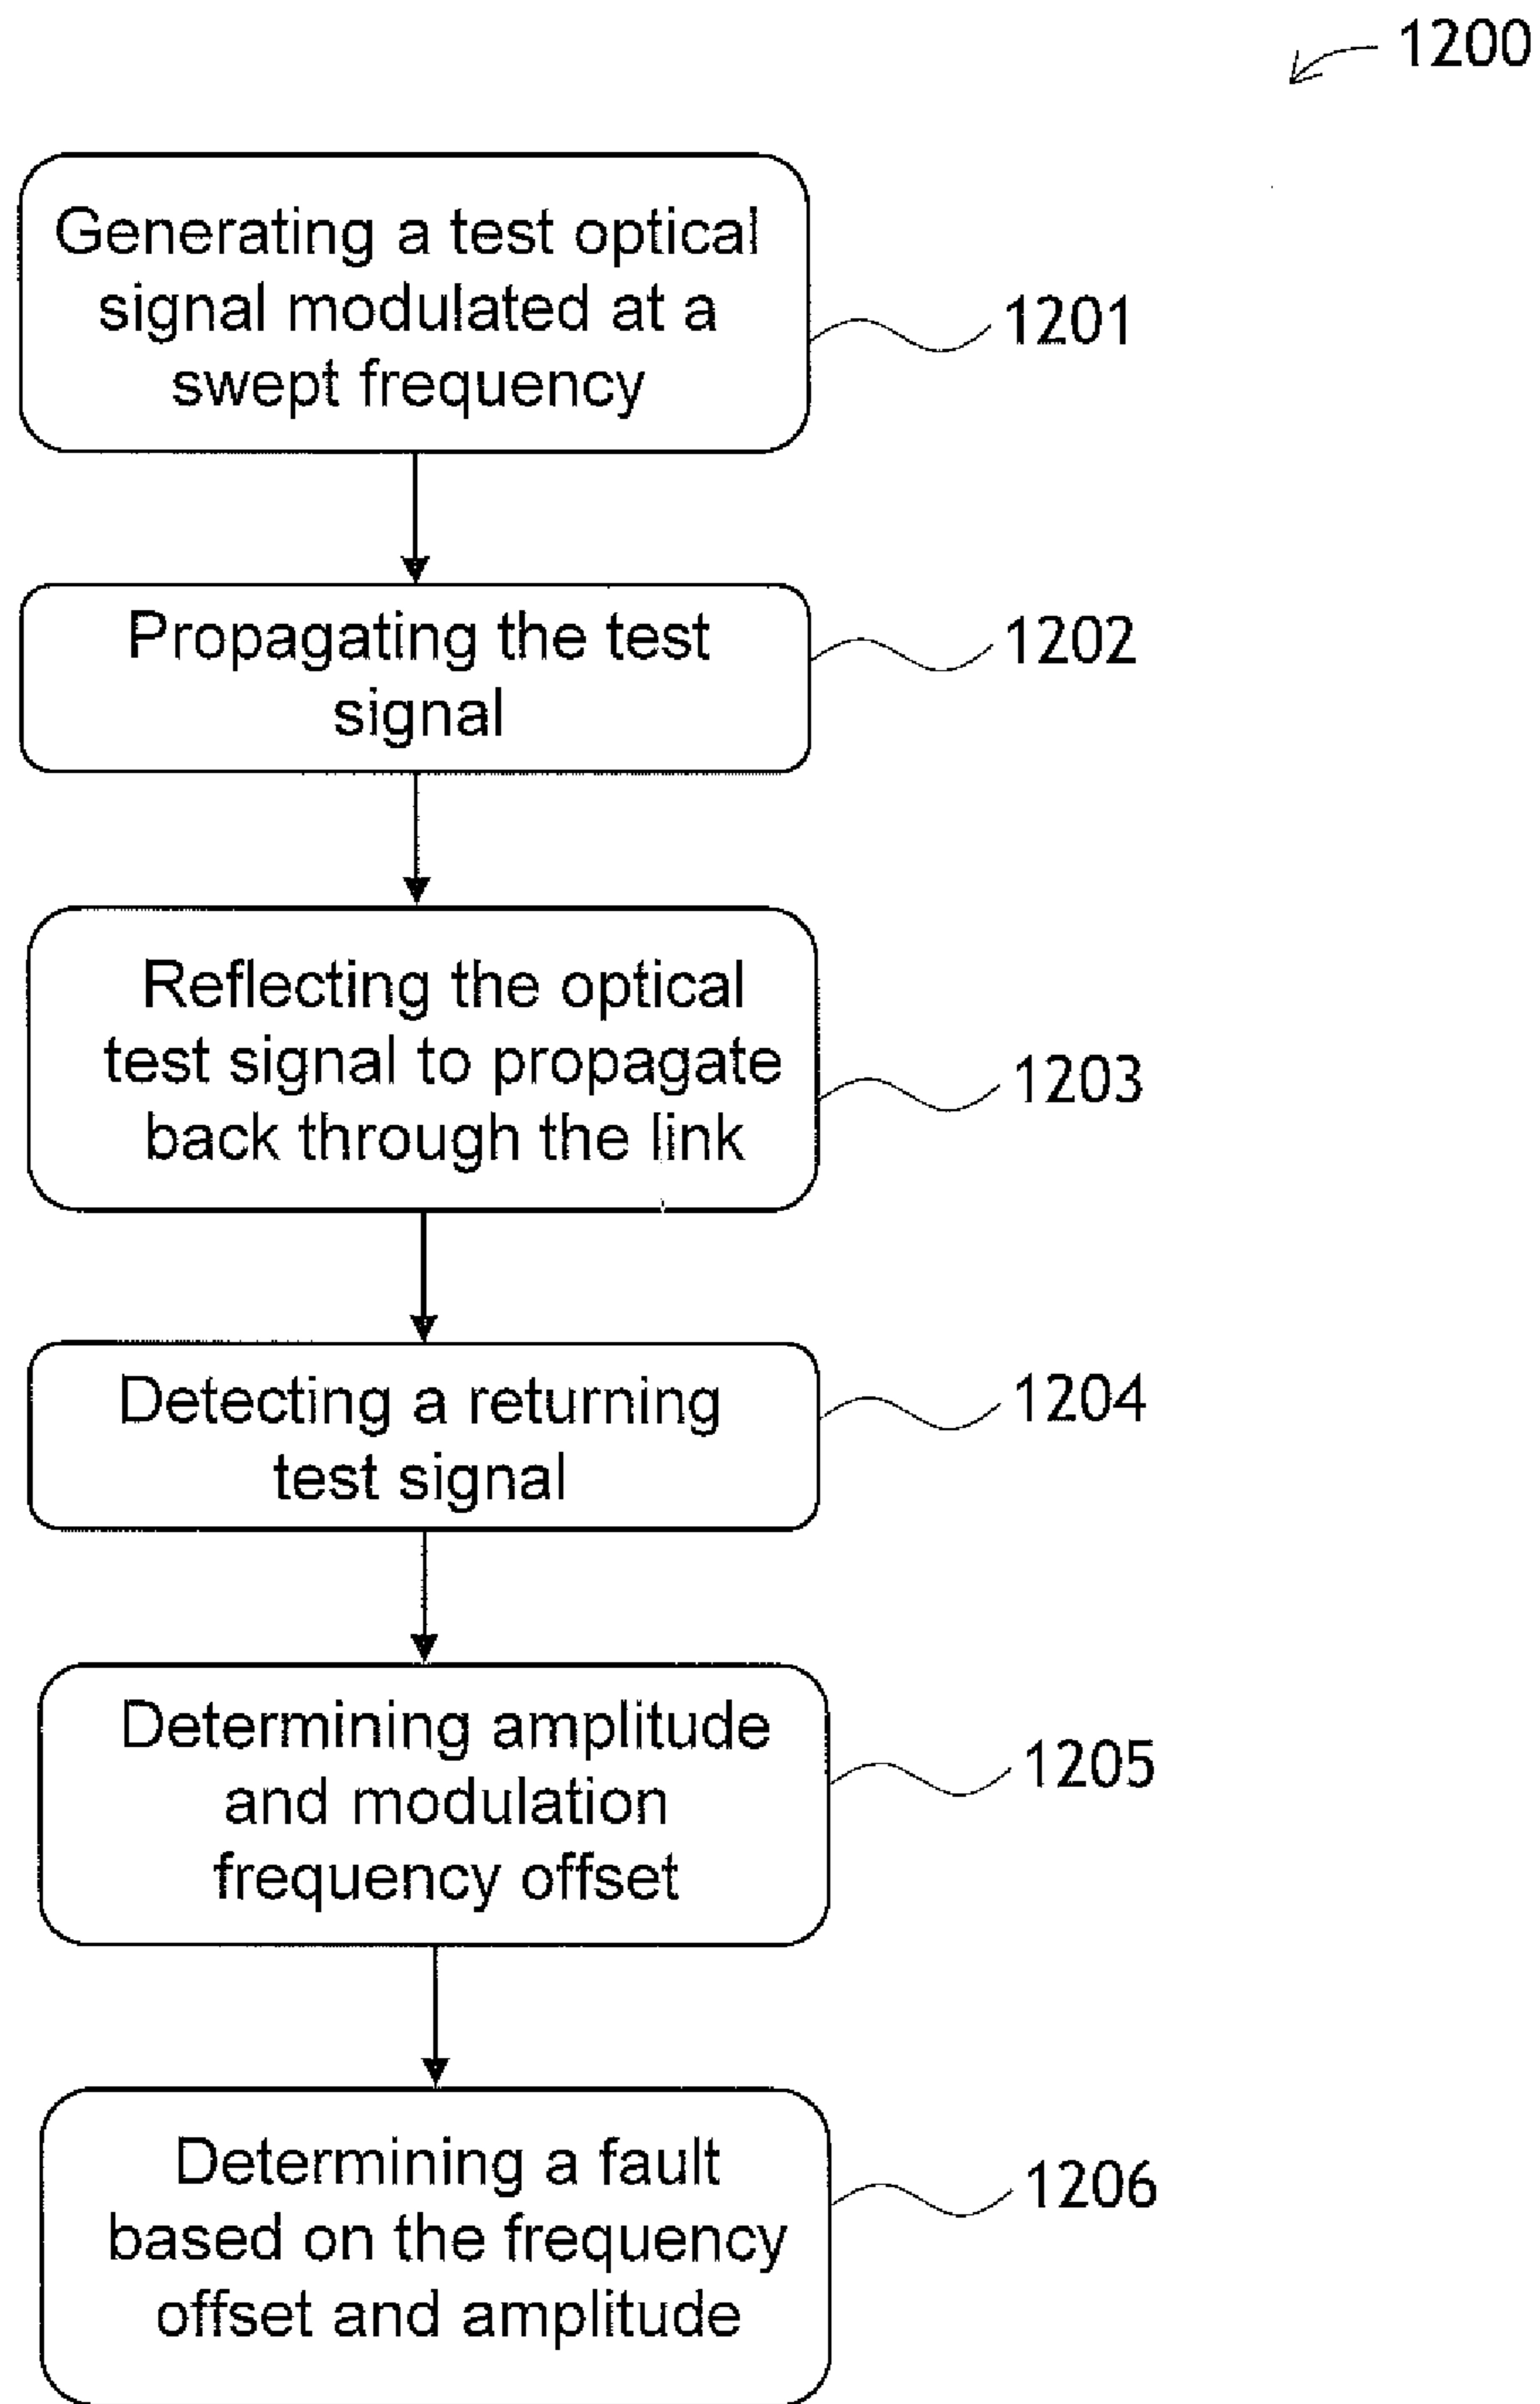 1200
Generating a test optical
signal modulated at a
swept frequency
1201
Propagating the test
signal
1202
Reflecting the optical
test signal to propagate
back through the link
1203
Detecting a returning
test signal
1204
Determining amplitude
and modulation
frequency offset
1205
Determining a fault
based on the frequency
offset and amplitude
1206